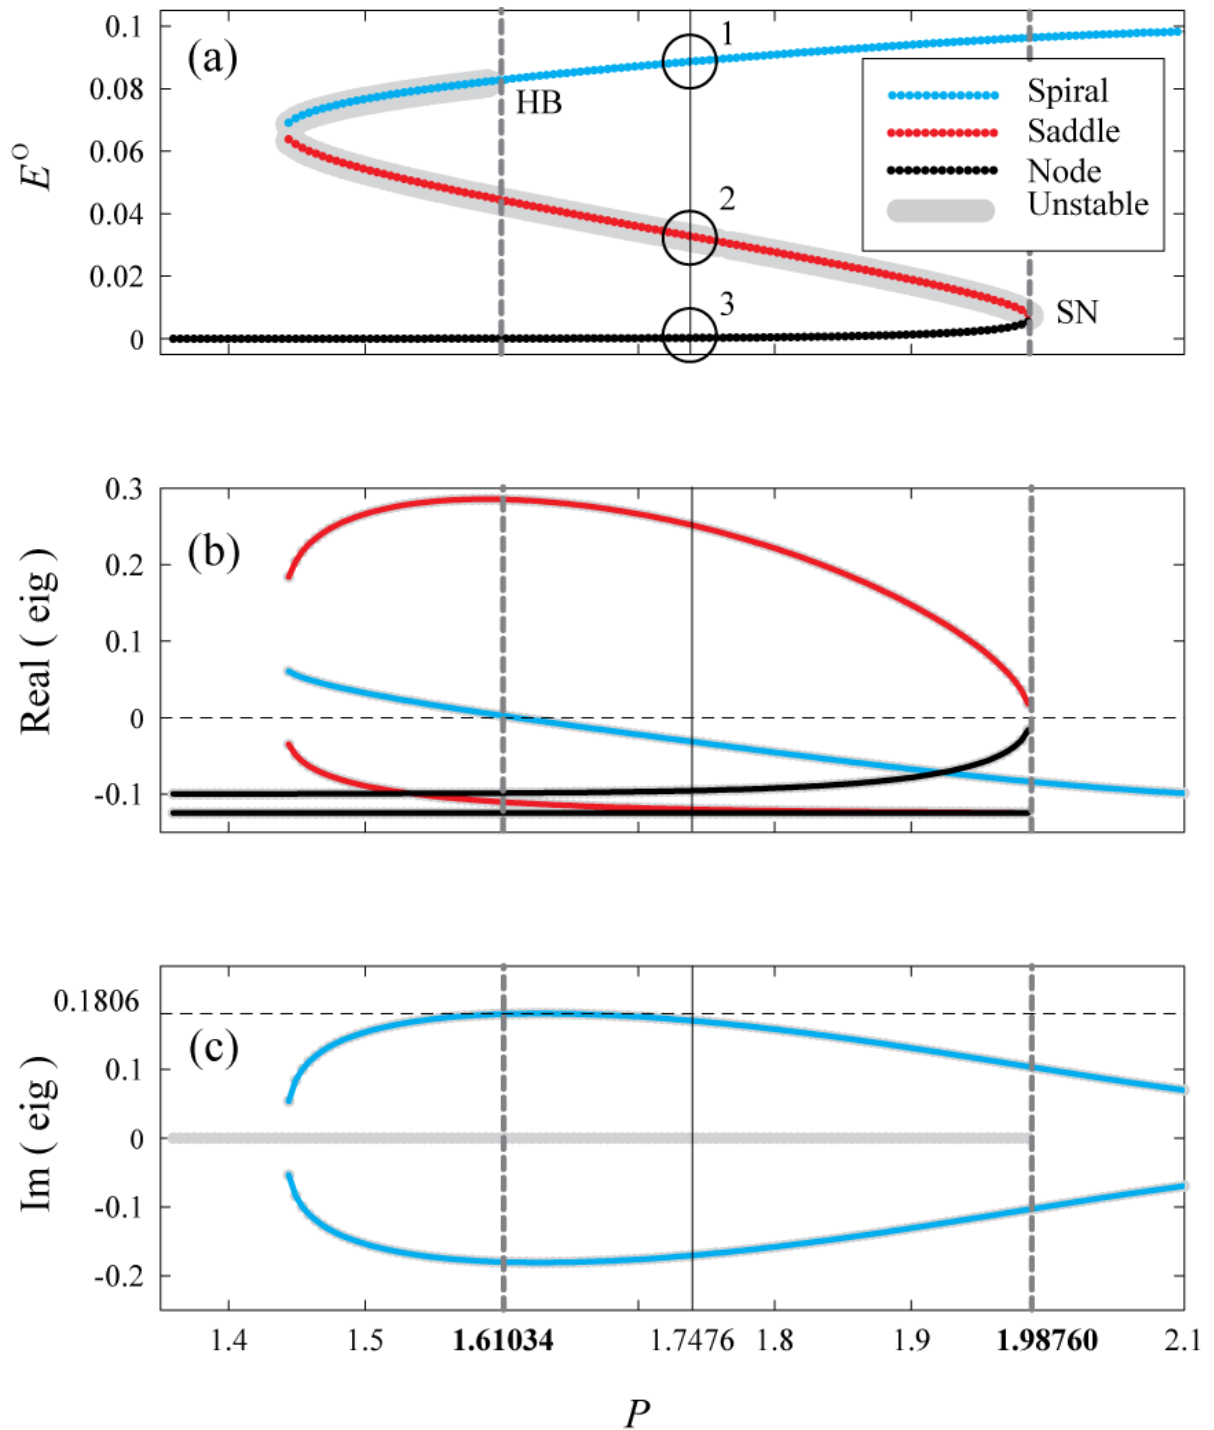 0.1
(a)
1
0.08
HB
Spiral
Saddle
Node
Unstable
0.06
E^O
0.04
2
0.02
3
SN
0
0.3
(b)
0.2
0.1
Real ( eig )
0
-0.1
0.1806
(c)
0.1
Im ( eig )
0
-0.1
-0.2
1.4 1.5 1.61034 1.7476 1.8 1.9 1.98760 2.1
P